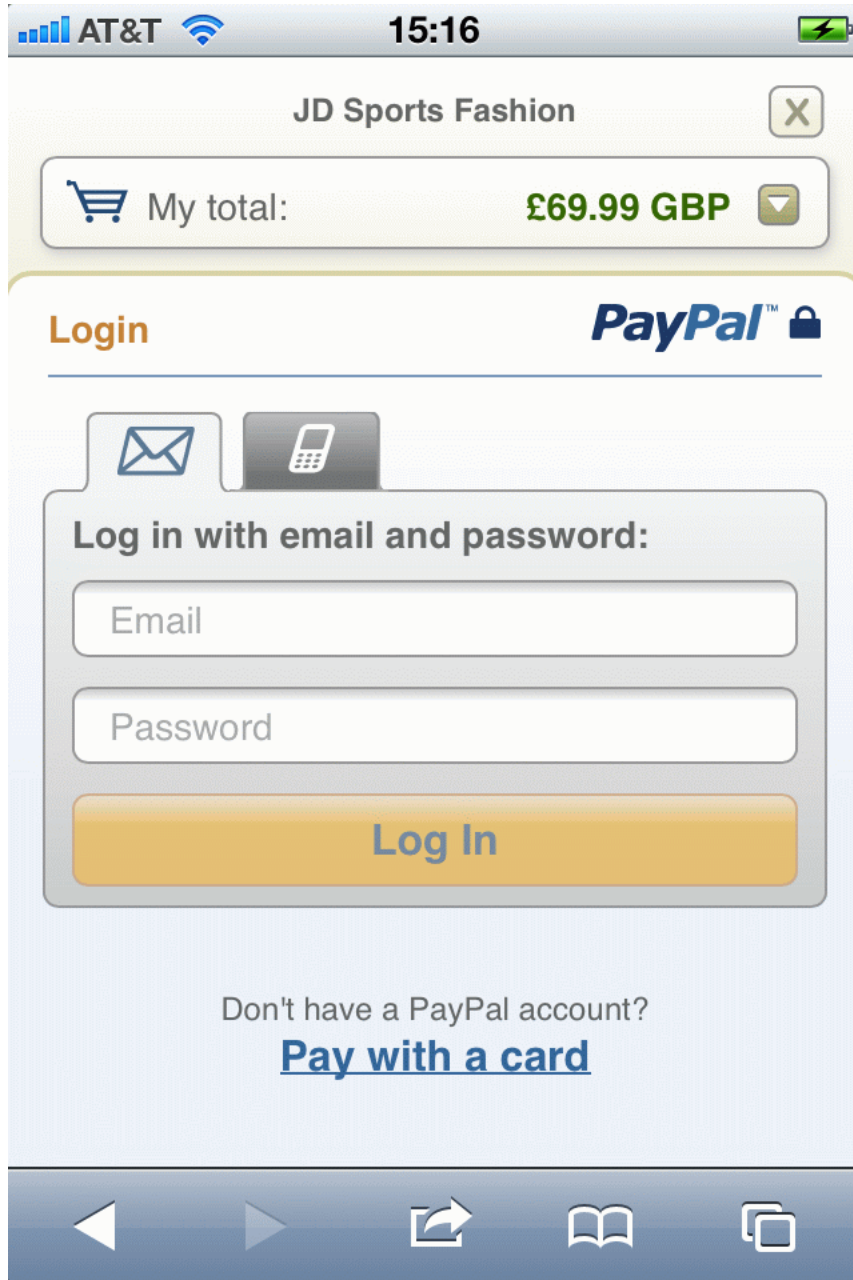 AT&T 15:16
JD Sports Fashion X
My total: £69.99 GBP
Login PayPal™
Log in with email and password:
Email
Password
Log In
Don't have a PayPal account?
Pay with a card